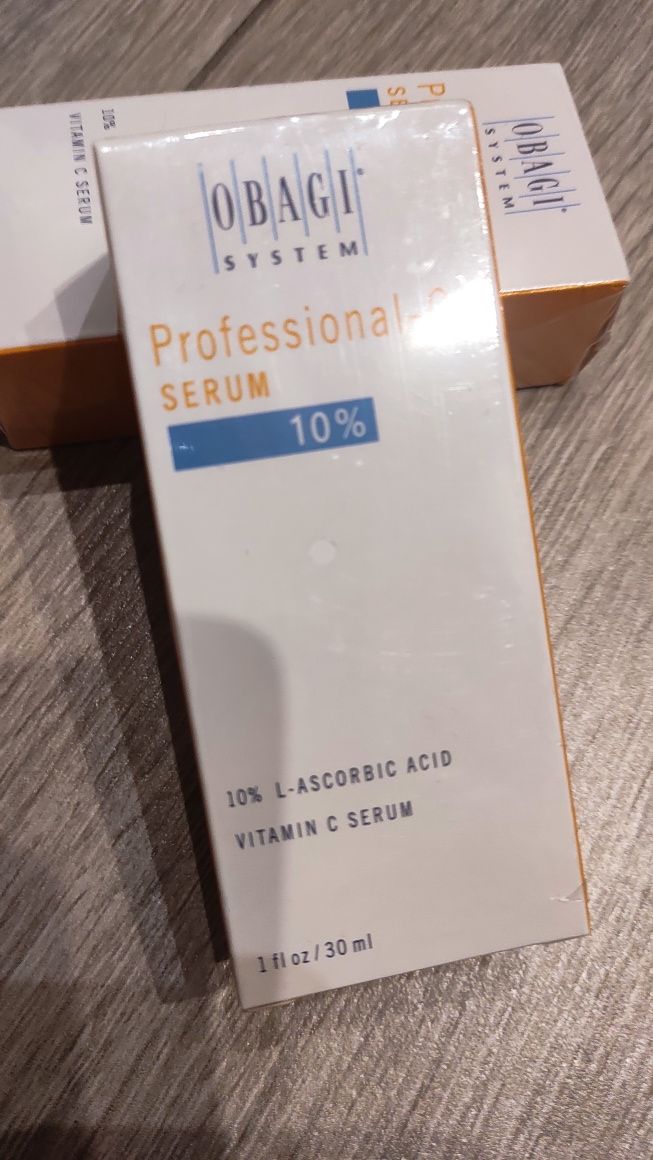 OBAGI®
SYSTEM
Professional-C
SERUM
10%
10% L-ASCORBIC ACID
VITAMIN C SERUM
1 fl oz / 30 ml
OBAGI®
SYSTEM
10%
VITAMIN C SERUM